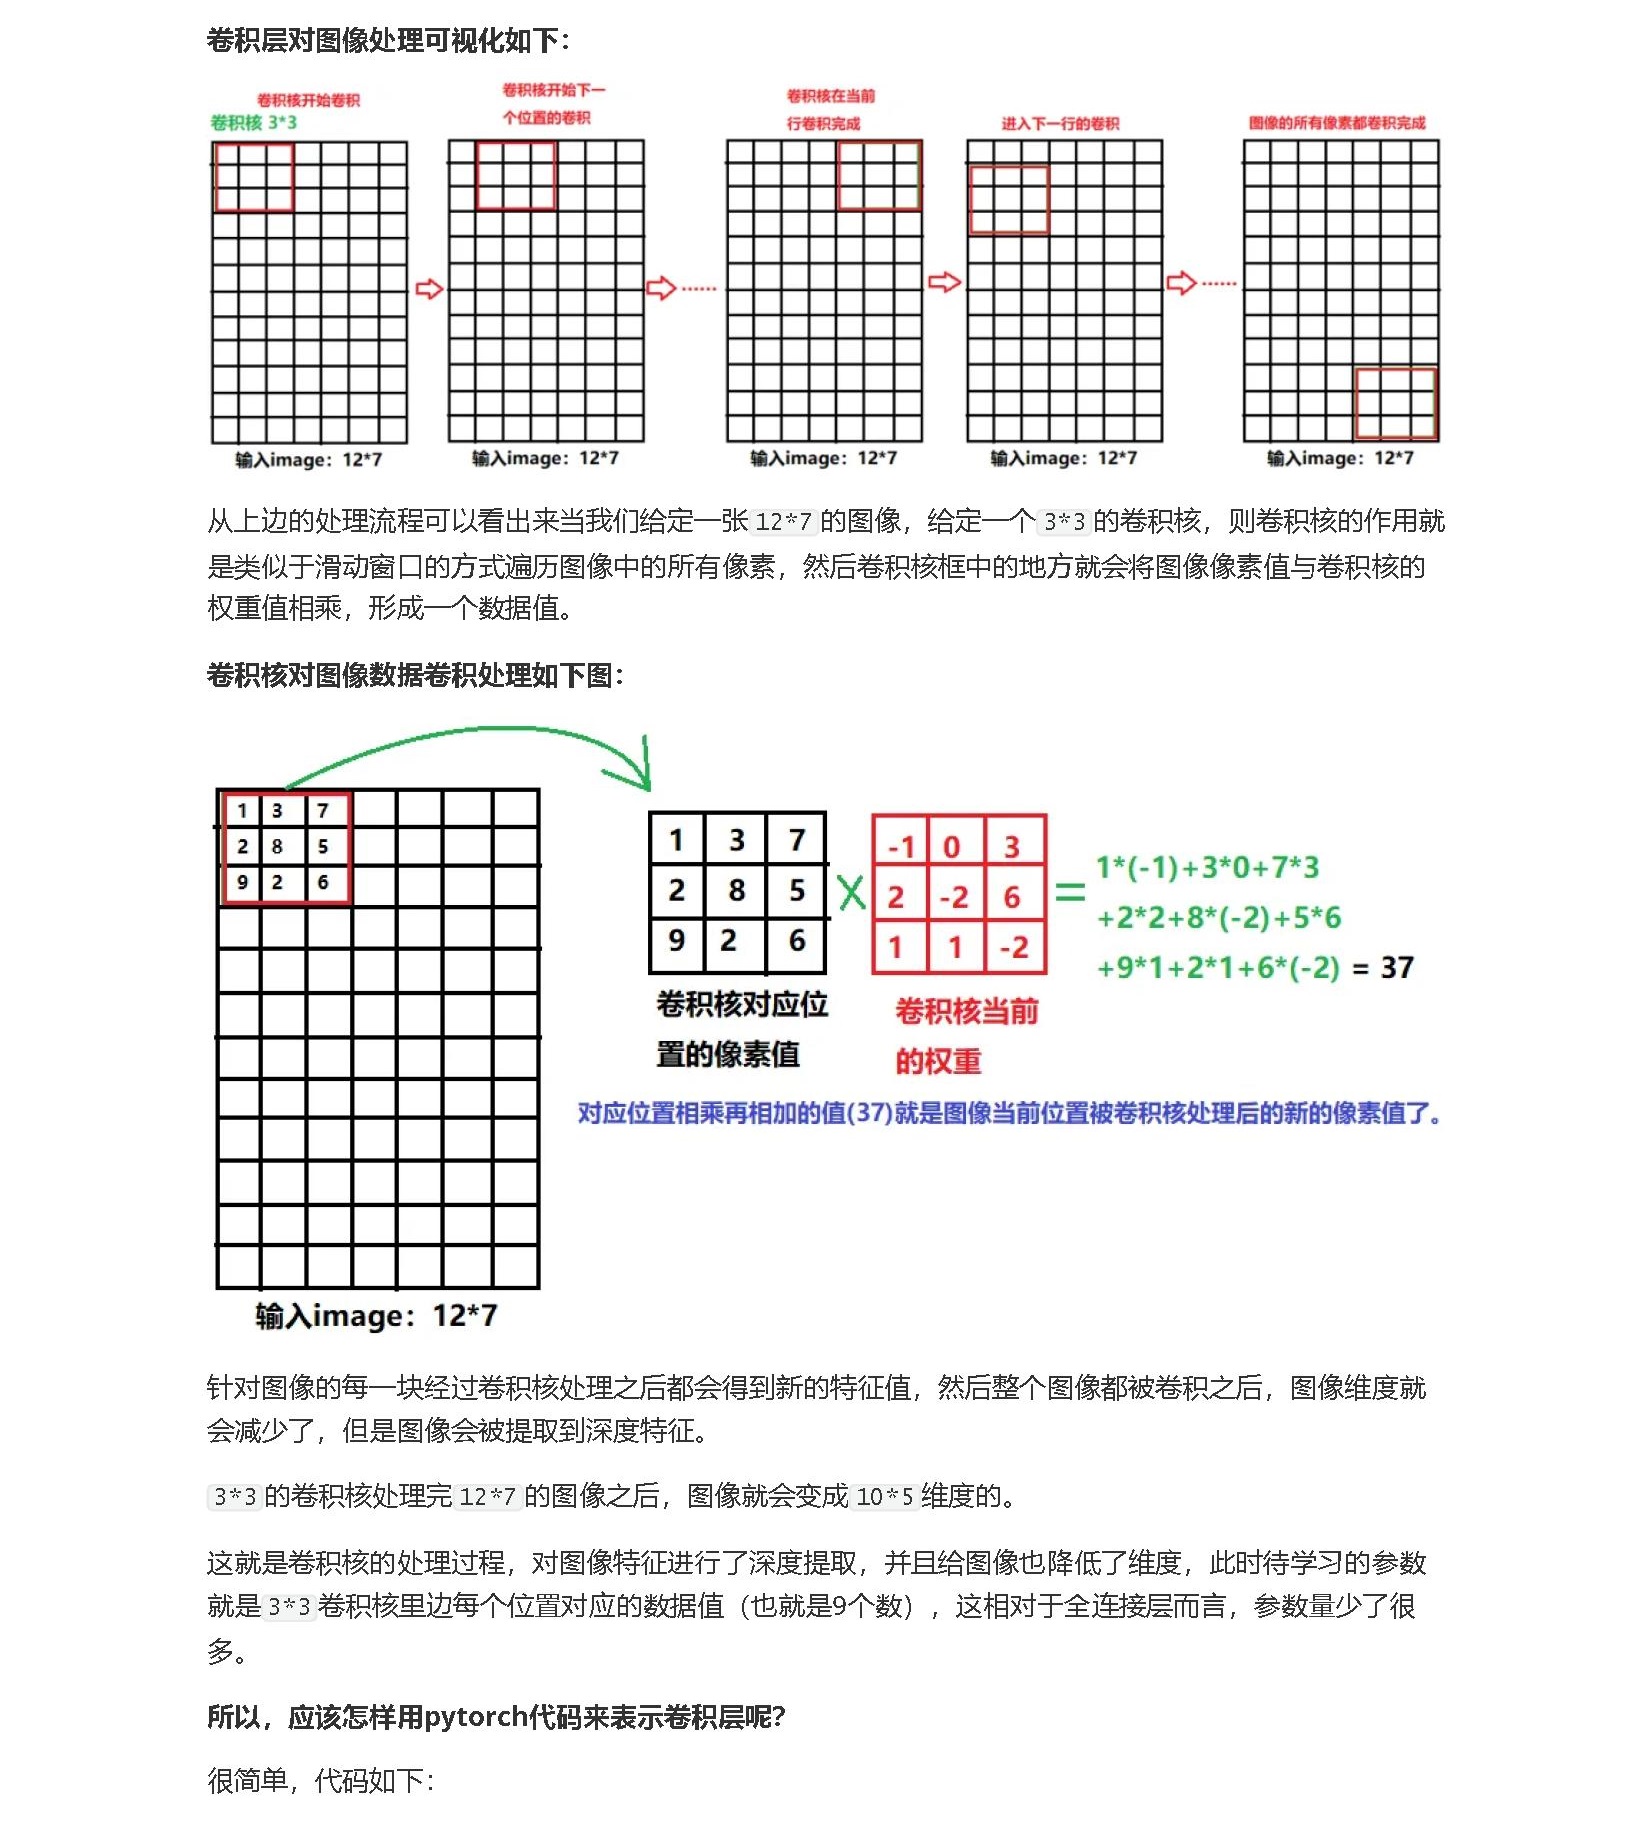 卷积层对图像处理可视化如下：
卷积核开始卷积
卷积核 3*3
卷积核开始下一
个位置的卷积
卷积核在当前
行卷积完成
进入下一行的卷积
图像的所有像素都卷积完成
······
······
输入image：12*7
输入image：12*7
输入image：12*7
输入image：12*7
输入image：12*7
从上边的处理流程可以看出来当我们给定一张12*7的图像，给定一个3*3的卷积核，则卷积核的作用就
是类似于滑动窗口的方式遍历图像中的所有像素，然后卷积核框中的地方就会将图像像素值与卷积核的
权重值相乘，形成一个数据值。
卷积核对图像数据卷积处理如下图：
1 3 7
2 8 5
9 2 6
输入image：12*7
1 3 7
2 8 5
9 2 6
卷积核对应位
置的像素值
X
-1 0 3
2 -2 6
1 1 -2
卷积核当前
的权重
=
1*(-1)+3*0+7*3
+2*2+8*(-2)+5*6
+9*1+2*1+6*(-2) = 37
对应位置相乘再相加的值(37)就是图像当前位置被卷积核处理后的新的像素值了。
针对图像的每一块经过卷积核处理之后都会得到新的特征值，然后整个图像都被卷积之后，图像维度就
会减少了，但是图像会被提取到深度特征。
3*3的卷积核处理完12*7的图像之后，图像就会变成10*5维度的。
这就是卷积核的处理过程，对图像特征进行了深度提取，并且给图像也降低了维度，此时待学习的参数
就是3*3卷积核里边每个位置对应的数据值（也就是9个数），这相对于全连接层而言，参数量少了很
多。
所以，应该怎样用pytorch代码来表示卷积层呢？
很简单，代码如下：